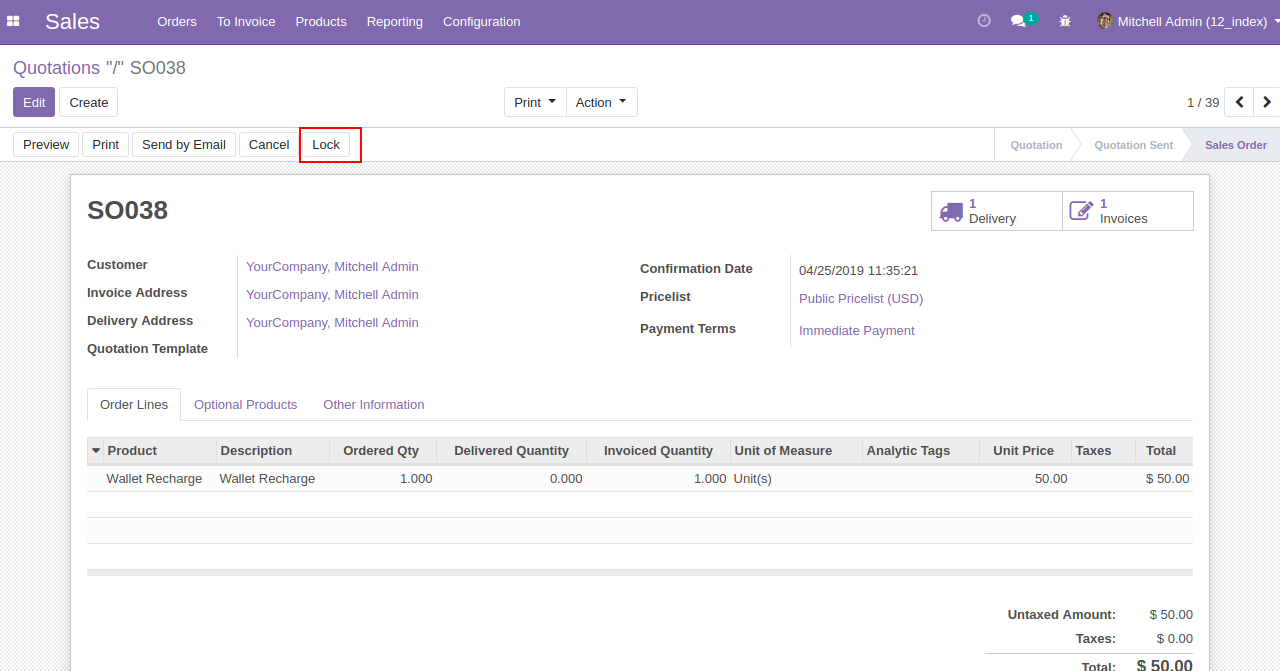 Sales Orders To Invoice Products Reporting Configuration 1 Mitchell Admin (12_index)
Quotations "/" SO038
Edit Create Print Action 1 / 39
Preview Print Send by Email Cancel Lock Quotation Quotation Sent Sales Order
SO038
1 Delivery
1 Invoices
Customer YourCompany, Mitchell Admin
Invoice Address YourCompany, Mitchell Admin
Delivery Address YourCompany, Mitchell Admin
Quotation Template
Confirmation Date 04/25/2019 11:35:21
Pricelist Public Pricelist (USD)
Payment Terms Immediate Payment
Order Lines Optional Products Other Information
Product Description Ordered Qty Delivered Quantity Invoiced Quantity Unit of Measure Analytic Tags Unit Price Taxes Total
Wallet Recharge Wallet Recharge 1.000 0.000 1.000 Unit(s) 50.00 $ 50.00
Untaxed Amount: $ 50.00
Taxes: $ 0.00
Total: $ 50.00